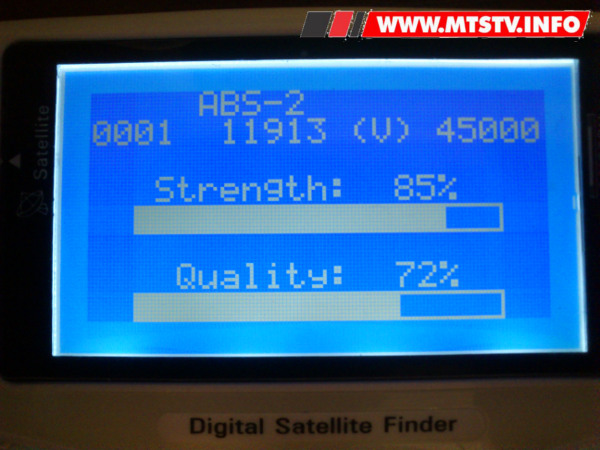 WWW.MTSTV.INFO
Satellite
ABS-2
0001 11913 (V) 45000
Strength: 85%
Quality: 72%
Digital Satellite Finder